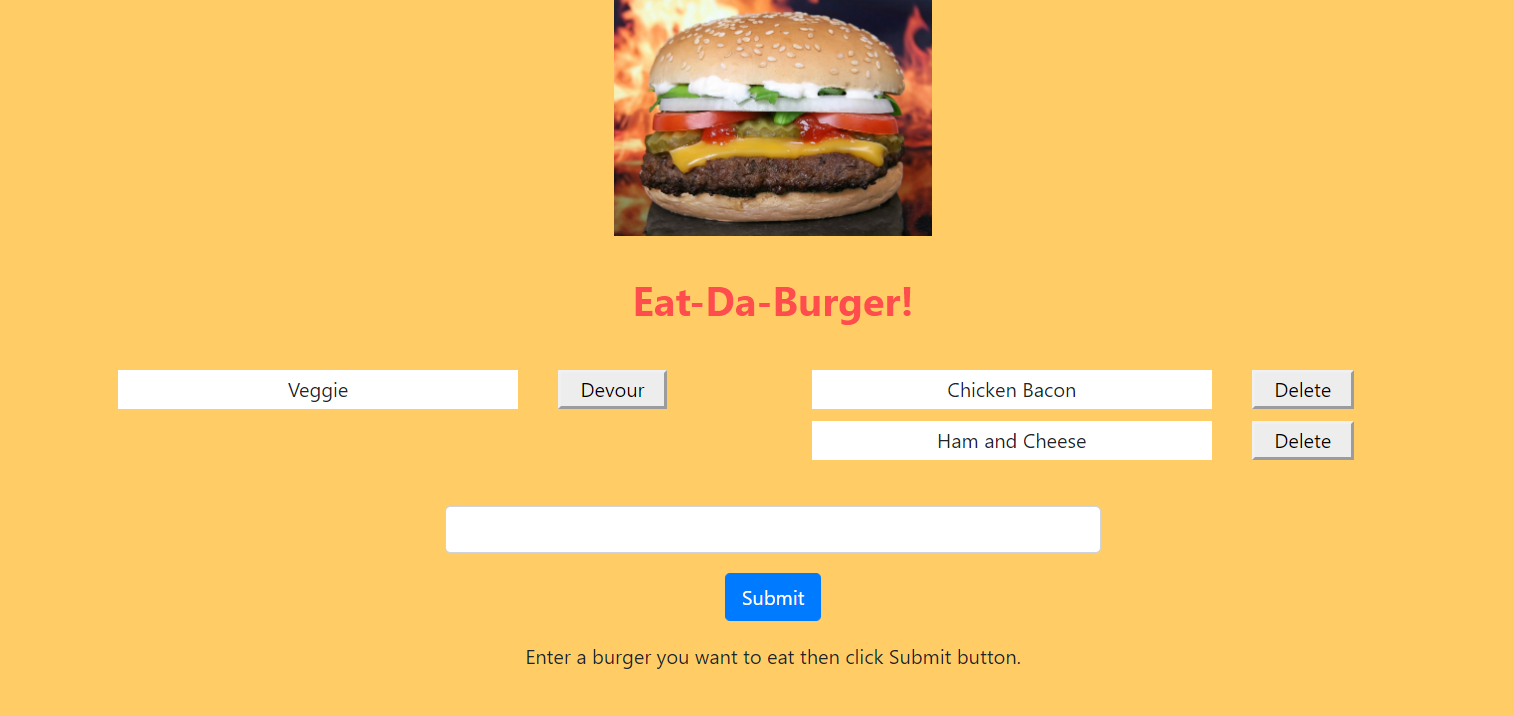 Eat-Da-Burger!
Veggie
Devour
Chicken Bacon
Delete
Ham and Cheese
Delete
Submit
Enter a burger you want to eat then click Submit button.